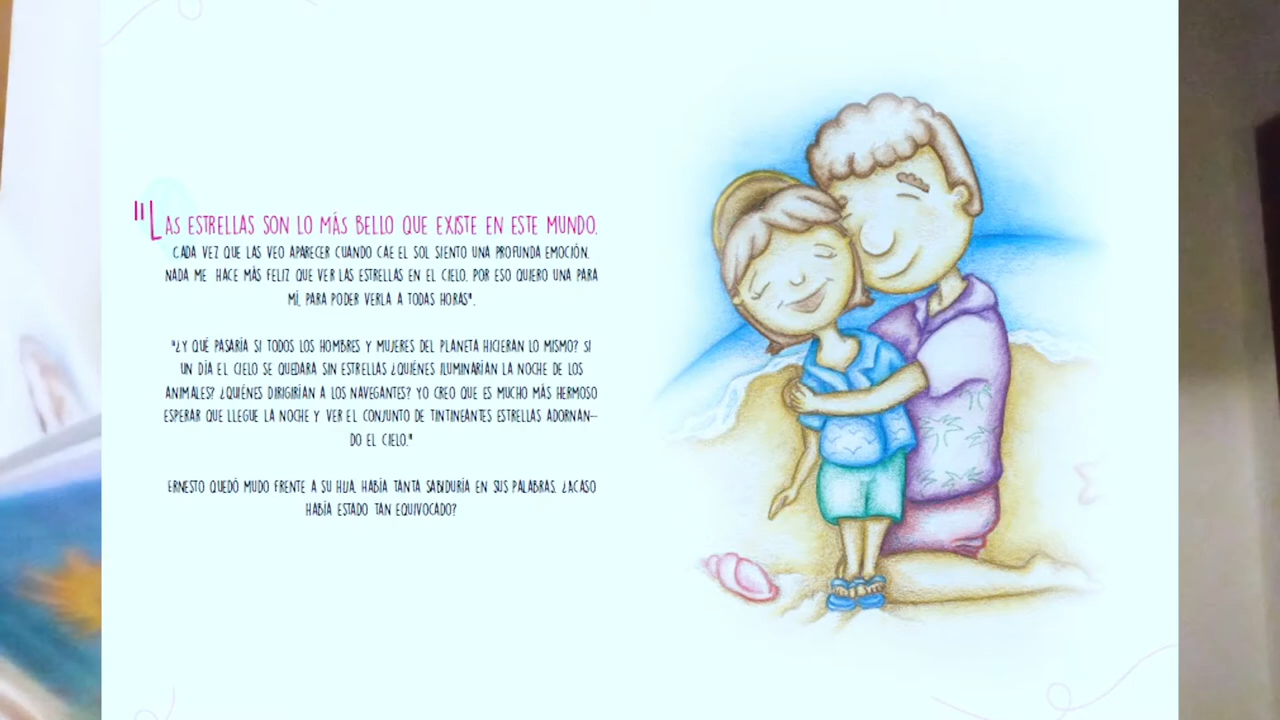 "LAS ESTRELLAS SON LO MÁS BELLO QUE EXISTE EN ESTE MUNDO.
CADA VEZ QUE LAS VEO APARECER CUANDO CAE EL SOL SIENTO UNA PROFUNDA EMOCIÓN.
NADA ME HACE MÁS FELIZ QUE VER LAS ESTRELLAS EN EL CIELO. POR ESO QUIERO UNA PARA
MÍ, PARA PODER VERLA A TODAS HORAS".
"¿Y QUÉ PASARÍA SI TODOS LOS HOMBRES Y MUJERES DEL PLANETA HICIERAN LO MISMO? SI
UN DÍA EL CIELO SE QUEDARA SIN ESTRELLAS ¿QUIÉNES ILUMINARÍAN LA NOCHE DE LOS
ANIMALES? ¿QUIÉNES DIRIGIRÍAN A LOS NAVEGANTES? YO CREO QUE ES MUCHO MÁS HERMOSO
ESPERAR QUE LLEGUE LA NOCHE Y VER EL CONJUNTO DE TINTINEANTES ESTRELLAS ADORNAN-
DO EL CIELO."
ERNESTO QUEDÓ MUDO FRENTE A SU HIJA. HABÍA TANTA SABIDURÍA EN SUS PALABRAS. ¿ACASO
HABÍA ESTADO TAN EQUIVOCADO?